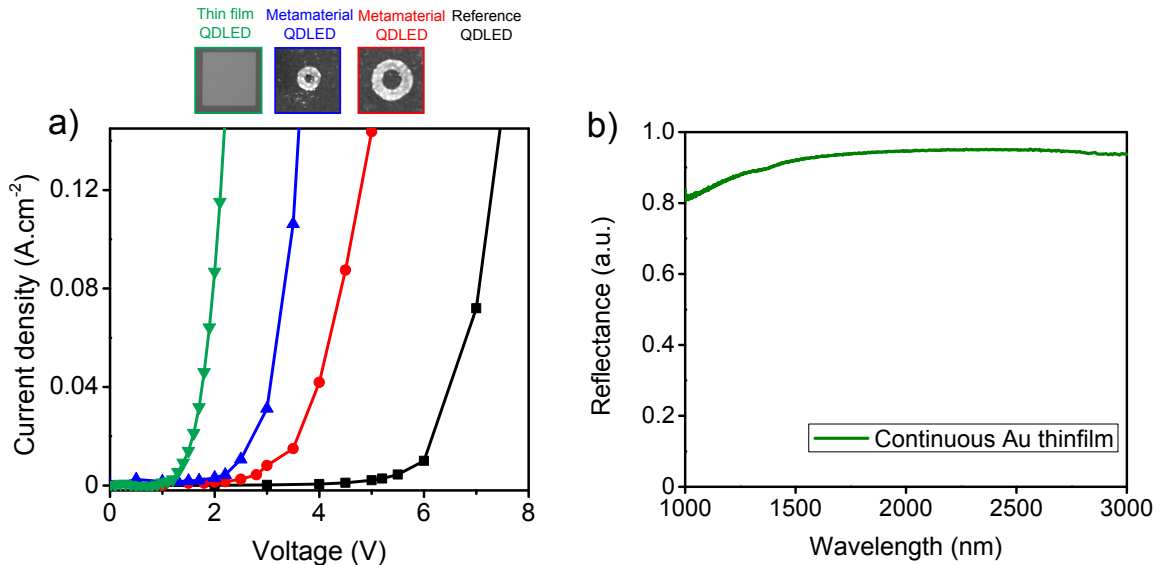 Thin film Metamaterial Metamaterial Reference
QDLED QDLED QDLED QDLED
a)
b)
Current density (A.cm⁻²)
0.12
0.08
0.04
0
0 2 4 6 8
Voltage (V)
Reflectance (a.u.)
1.0
0.8
0.6
0.4
0.2
0
Continuous Au thinfilm
1000 1500 2000 2500 3000
Wavelength (nm)